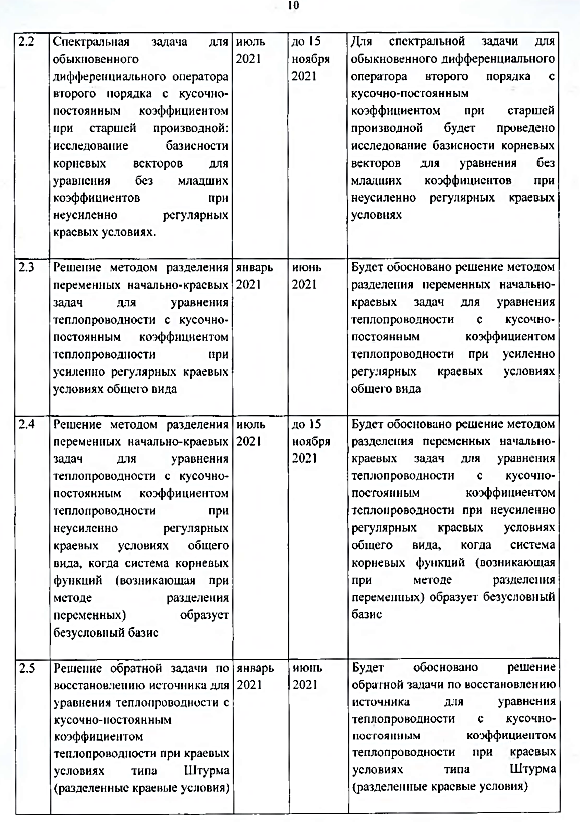 10
2.2 Спектральная задача для июль до 15 Для спектральной задачи для
обыкновенного 2021 ноября обыкновенного дифференциального
дифференциального оператора 2021 оператора второго порядка с
второго порядка с кусочно- кусочно-постоянным
постоянным коэффициентом коэффициентом при старшей
при старшей производной: производной будет проведено
исследование базисности исследование базисности корневых
корневых векторов для векторов для уравнения без
уравнения без младших младших коэффициентов при
коэффициентов при неусиленно регулярных краевых
неусиленно регулярных условиях
краевых условиях.
2.3 Решение методом разделения январь июнь Будет обосновано решение методом
переменных начально-краевых 2021 2021 разделения переменных начально-
задач для уравнения краевых задач для уравнения
теплопроводности с кусочно- теплопроводности с кусочно-
постоянным коэффициентом постоянным коэффициентом
теплопроводности при теплопроводности при усиленно
усиленно регулярных краевых регулярных краевых условиях
условиях общего вида общего вида
2.4 Решение методом разделения июль до 15 Будет обосновано решение методом
переменных начально-краевых 2021 ноября разделения переменных начально-
задач для уравнения 2021 краевых задач для уравнения
теплопроводности с кусочно- теплопроводности с кусочно-
постоянным коэффициентом постоянным коэффициентом
теплопроводности при теплопроводности при неусиленно
неусиленно регулярных регулярных краевых условиях
краевых условиях общего общего вида, когда система
вида, когда система корневых корневых функций (возникающая
функций (возникающая при при методе разделения
методе разделения переменных) образует безусловный
переменных) образует базис
безусловный базис
2.5 Решение обратной задачи по январь июнь Будет обосновано решение
восстановлению источника для 2021 2021 обратной задачи по восстановлению
уравнения теплопроводности с источника для уравнения
кусочно-постоянным теплопроводности с кусочно-
коэффициентом постоянным коэффициентом
теплопроводности при краевых теплопроводности при краевых
условиях типа Штурма условиях типа Штурма
(разделенные краевые условия) (разделенные краевые условия)